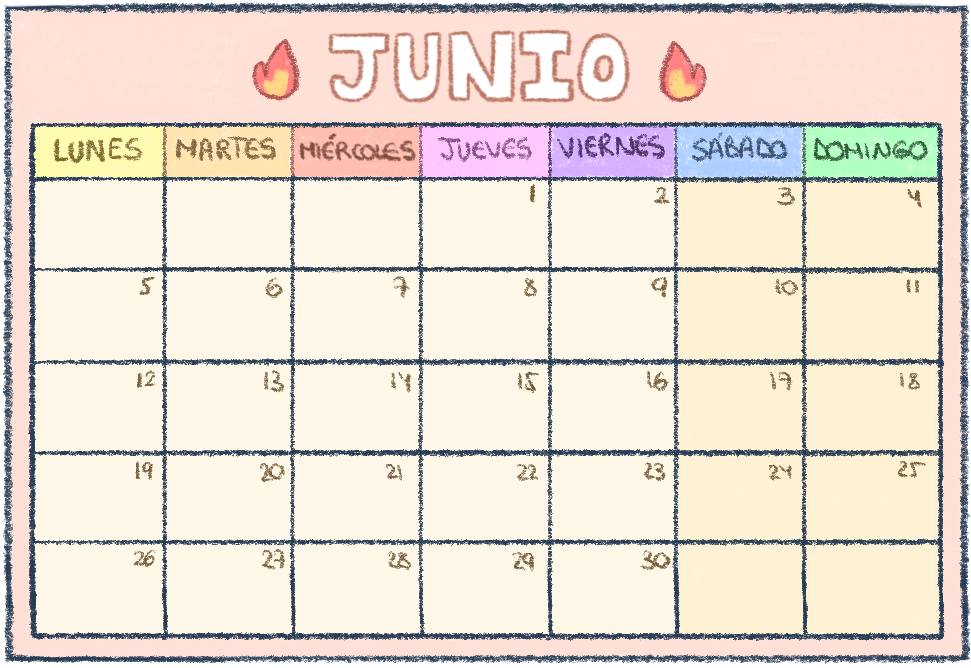 JUNIO
LUNES MARTES MIÉRCOLES JUEVES VIERNES SÁBADO DOMINGO
1 2 3 4
5 6 7 8 9 10 11
12 13 14 15 16 17 18
19 20 21 22 23 24 25
26 27 28 29 30